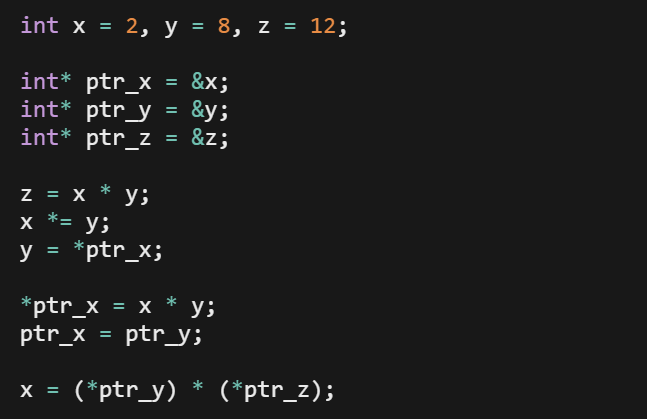 int x = 2, y = 8, z = 12;
int* ptr_x = &x;
int* ptr_y = &y;
int* ptr_z = &z;
z = x * y;
x *= y;
y = *ptr_x;
*ptr_x = x * y;
ptr_x = ptr_y;
x = (*ptr_y) * (*ptr_z);